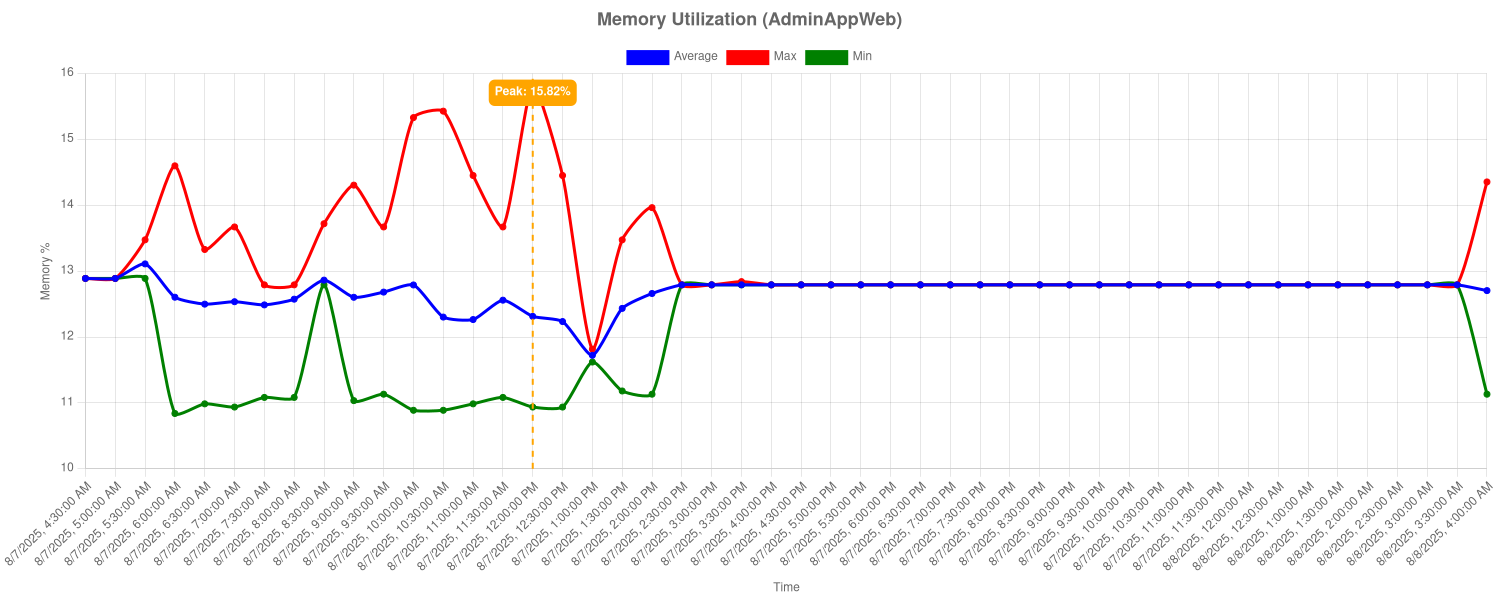 Memory Utilization (AdminAppWeb)
Average Max Min
Peak: 15.82%
16
15
14
13
12
11
10
Memory %
8/7/2025, 4:30:00 AM
8/7/2025, 5:00:00 AM
8/7/2025, 5:30:00 AM
8/7/2025, 6:00:00 AM
8/7/2025, 6:30:00 AM
8/7/2025, 7:00:00 AM
8/7/2025, 7:30:00 AM
8/7/2025, 8:00:00 AM
8/7/2025, 8:30:00 AM
8/7/2025, 9:00:00 AM
8/7/2025, 9:30:00 AM
8/7/2025, 10:00:00 AM
8/7/2025, 10:30:00 AM
8/7/2025, 11:00:00 AM
8/7/2025, 11:30:00 AM
8/7/2025, 12:00:00 PM
8/7/2025, 12:30:00 PM
8/7/2025, 1:00:00 PM
8/7/2025, 1:30:00 PM
8/7/2025, 2:00:00 PM
8/7/2025, 2:30:00 PM
8/7/2025, 3:00:00 PM
8/7/2025, 3:30:00 PM
8/7/2025, 4:00:00 PM
8/7/2025, 4:30:00 PM
8/7/2025, 5:00:00 PM
8/7/2025, 5:30:00 PM
8/7/2025, 6:00:00 PM
8/7/2025, 6:30:00 PM
8/7/2025, 7:00:00 PM
8/7/2025, 7:30:00 PM
8/7/2025, 8:00:00 PM
8/7/2025, 8:30:00 PM
8/7/2025, 9:00:00 PM
8/7/2025, 9:30:00 PM
8/7/2025, 10:00:00 PM
8/7/2025, 10:30:00 PM
8/7/2025, 11:00:00 PM
8/7/2025, 11:30:00 PM
8/8/2025, 12:00:00 AM
8/8/2025, 12:30:00 AM
8/8/2025, 1:00:00 AM
8/8/2025, 1:30:00 AM
8/8/2025, 2:00:00 AM
8/8/2025, 2:30:00 AM
8/8/2025, 3:00:00 AM
8/8/2025, 3:30:00 AM
8/8/2025, 4:00:00 AM
Time